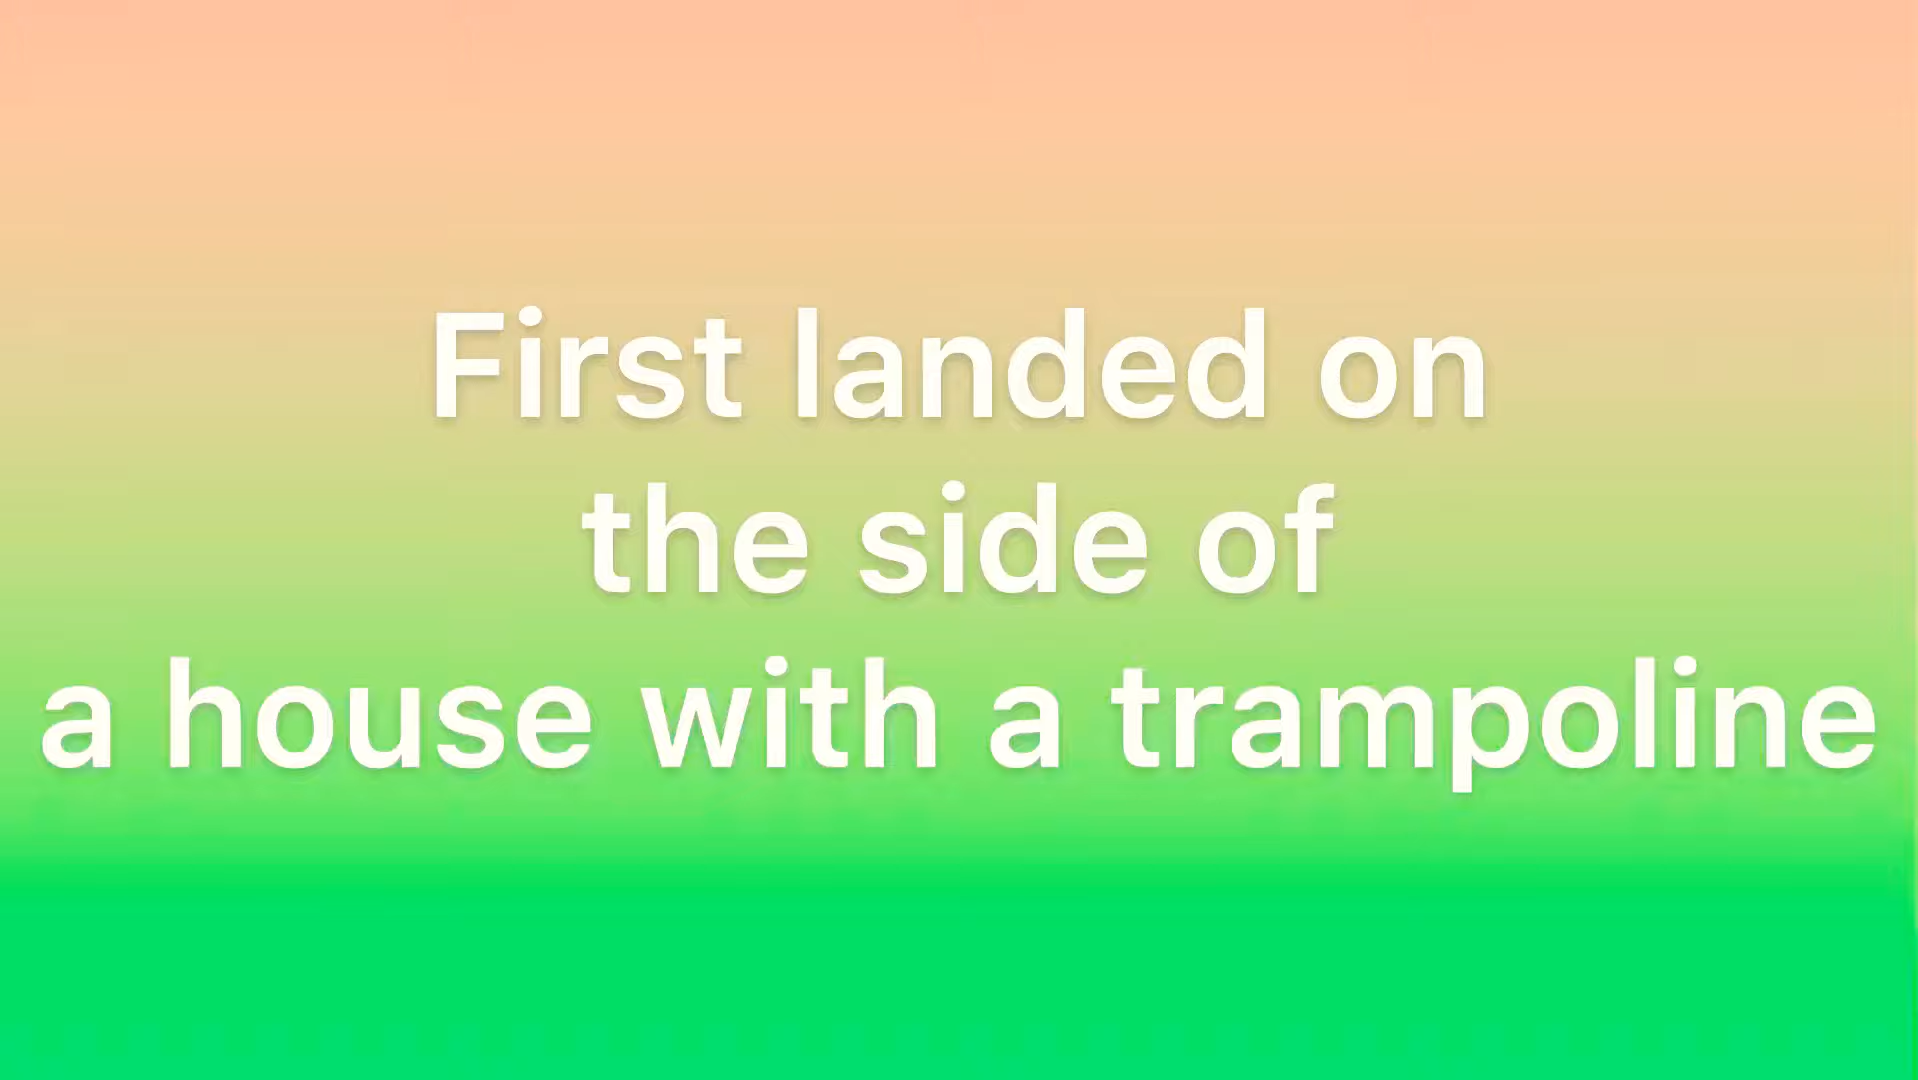 First landed on
the side of
a house with a trampoline